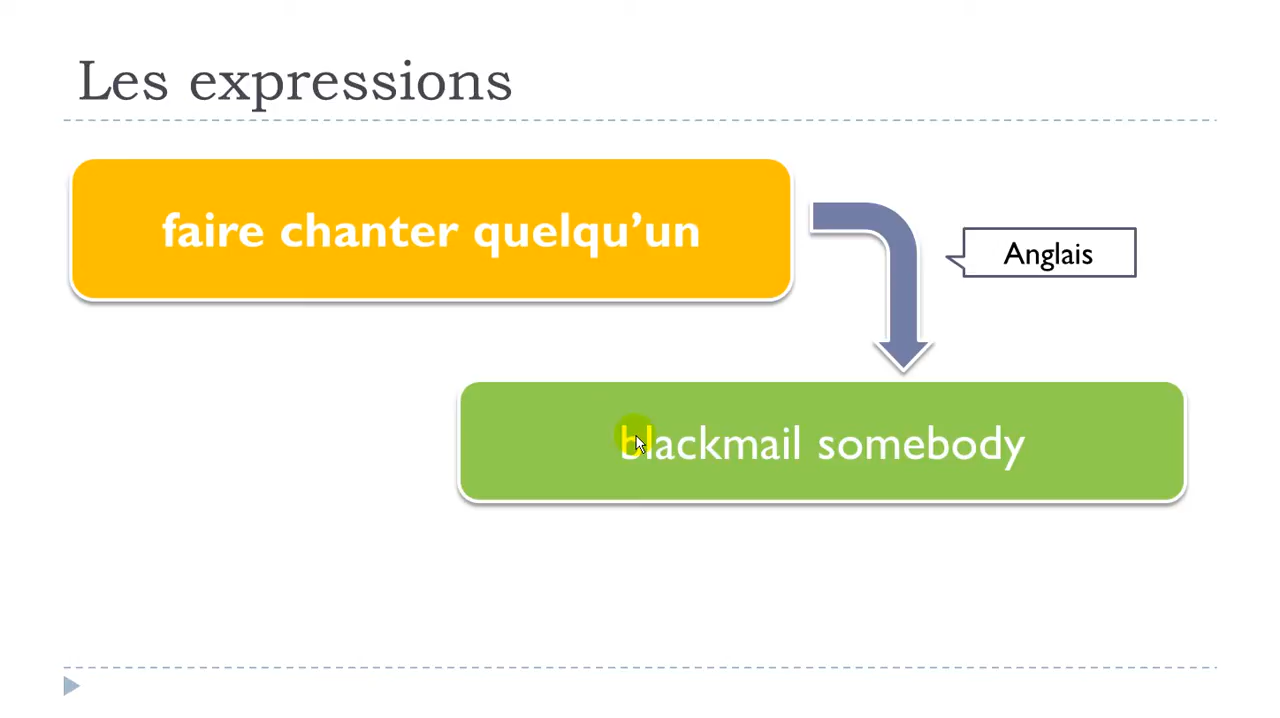 Les expressions
faire chanter quelqu’un
Anglais
blackmail somebody